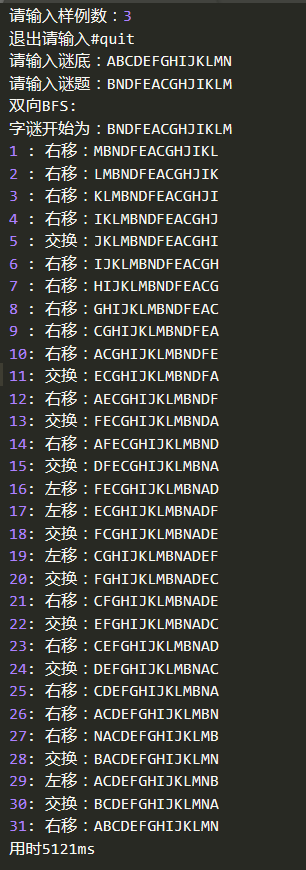 请输入样例数：3
退出请输入#quit
请输入谜底：ABCDEFGHIJKLMN
请输入谜题：BNDFEACGHJIKLM
双向BFS:
字谜开始为：BNDFEACGHJIKLM
1 : 右移：MBNDFEACGHJIKL
2 : 右移：LMBNDFEACGHJIK
3 : 右移：KLMBNDFEACGHJI
4 : 右移：IKLMBNDFEACGHJ
5 : 交换：JKLMBNDFEACGHI
6 : 右移：IJKLMBNDFEACGH
7 : 右移：HIJKLMBNDFEACG
8 : 右移：GHIJKLMBNDFEAC
9 : 右移：CGHIJKLMBNDFEA
10: 右移：ACGHIJKLMBNDFE
11: 交换：ECGHIJKLMBNDFA
12: 右移：AECGHIJKLMBNDF
13: 交换：FECGHIJKLMBNDA
14: 右移：AFECGHIJKLMBND
15: 交换：DFECGHIJKLMBNA
16: 左移：FECGHIJKLMBNAD
17: 左移：ECGHIJKLMBNADF
18: 交换：FCGHIJKLMBNADE
19: 左移：CGHIJKLMBNADEF
20: 交换：FGHIJKLMBNADEC
21: 右移：CFGHIJKLMBNADE
22: 交换：EFGHIJKLMBNADC
23: 右移：CEFGHIJKLMBNAD
24: 交换：DEFGHIJKLMBNAC
25: 右移：CDEFGHIJKLMBNA
26: 右移：ACDEFGHIJKLMBN
27: 右移：NACDEFGHIJKLMB
28: 交换：BACDEFGHIJKLMN
29: 左移：ACDEFGHIJKLMNB
30: 交换：BCDEFGHIJKLMNA
31: 右移：ABCDEFGHIJKLMN
用时5121ms